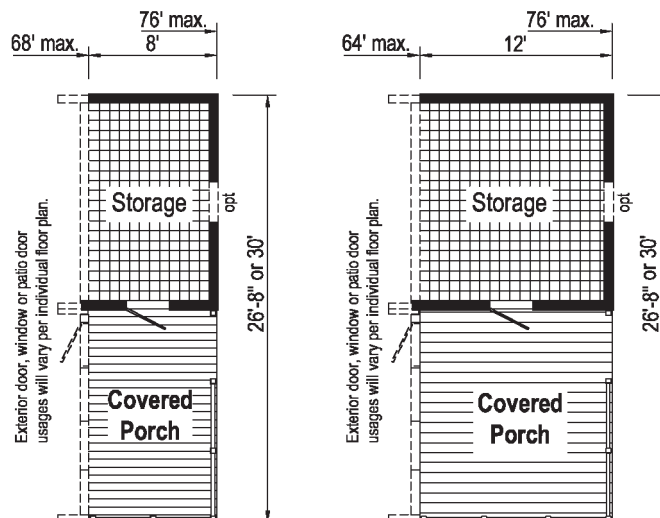 76' max.
68' max.
8'
Storage
opt
Exterior door, window or patio door
usages will vary per individual floor plan.
26'-8" or 30'
Covered
Porch
76' max.
64' max.
12'
Storage
opt
Exterior door, window or patio door
usages will vary per individual floor plan.
26'-8" or 30'
Covered
Porch